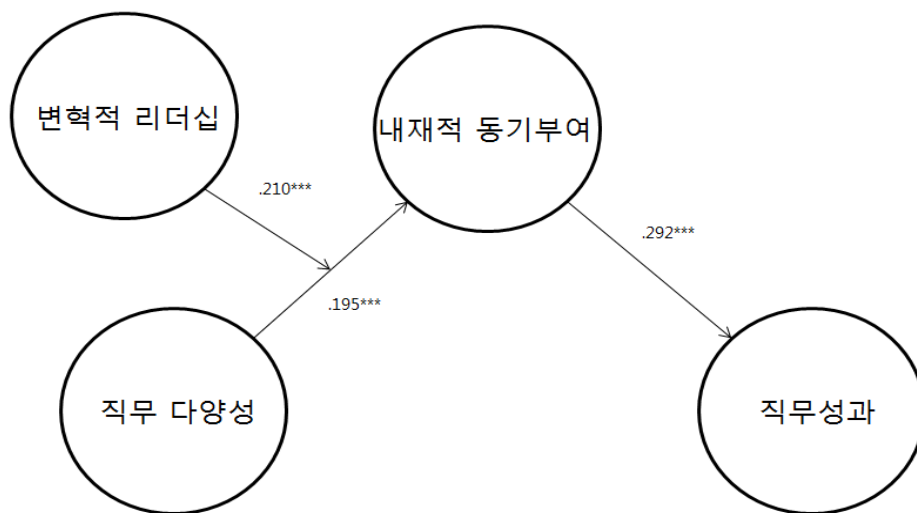 변혁적 리더십
내재적 동기부여
.210***
.292***
.195***
직무 다양성
직무성과